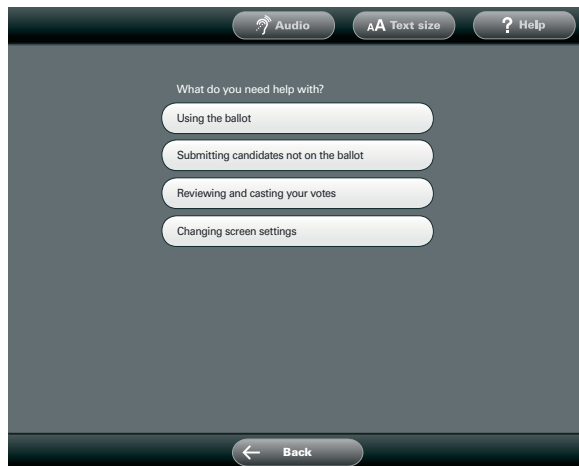 Audio
AA Text size
? Help
What do you need help with?
Using the ballot
Submitting candidates not on the ballot
Reviewing and casting your votes
Changing screen settings
Back